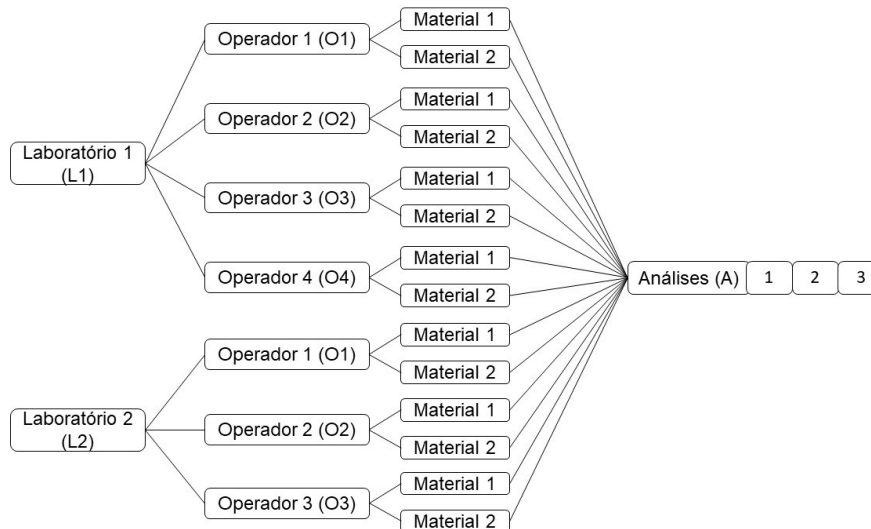 Laboratório 1
(L1)
Operador 1 (O1)
Material 1
Material 2
Operador 2 (O2)
Material 1
Material 2
Operador 3 (O3)
Material 1
Material 2
Operador 4 (O4)
Material 1
Material 2
Laboratório 2
(L2)
Operador 1 (O1)
Material 1
Material 2
Operador 2 (O2)
Material 1
Material 2
Operador 3 (O3)
Material 1
Material 2
Análises (A) 1 2 3